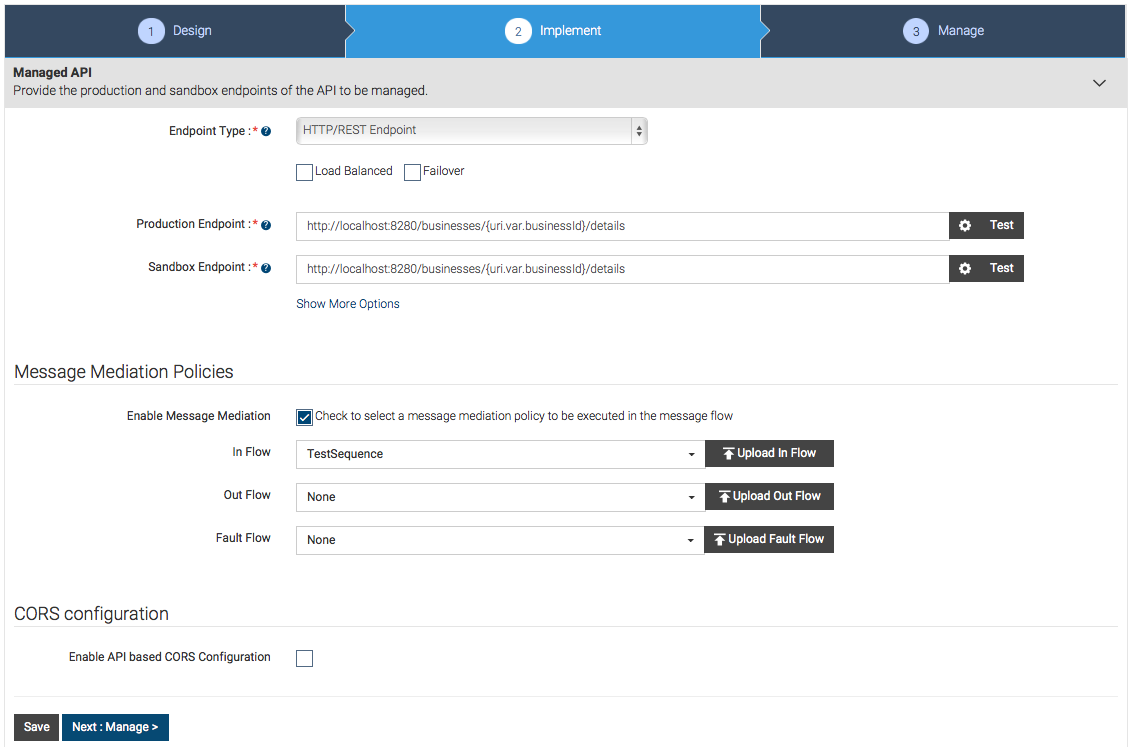 1 Design 2 Implement 3 Manage
Managed API
Provide the production and sandbox endpoints of the API to be managed.
Endpoint Type : * ? HTTP/REST Endpoint
Load Balanced Failover
Production Endpoint : * ? http://localhost:8280/businesses/{uri.var.businessId}/details Test
Sandbox Endpoint : * ? http://localhost:8280/businesses/{uri.var.businessId}/details Test
Show More Options
Message Mediation Policies
Enable Message Mediation Check to select a message mediation policy to be executed in the message flow
In Flow TestSequence Upload In Flow
Out Flow None Upload Out Flow
Fault Flow None Upload Fault Flow
CORS configuration
Enable API based CORS Configuration
Save Next : Manage >